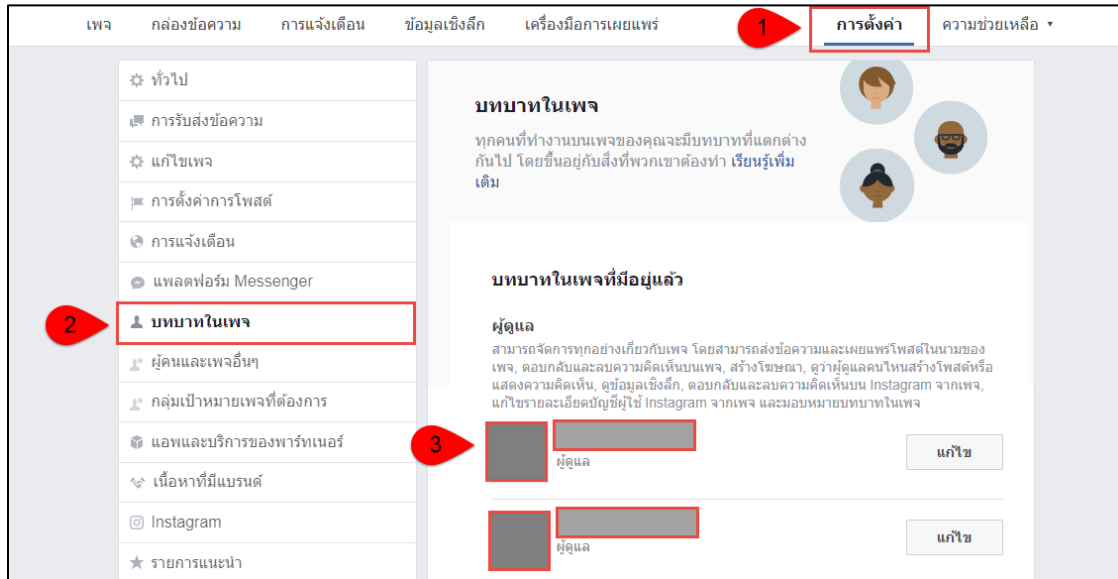 เพจ กล่องข้อความ การแจ้งเตือน ข้อมูลเชิงลึก เครื่องมือการเผยแพร่ 1 การตั้งค่า ความช่วยเหลือ
ทั่วไป
การรับส่งข้อความ
แก้ไขเพจ
การตั้งค่าการโพสต์
การแจ้งเตือน
แพลตฟอร์ม Messenger
2 บทบาทในเพจ
ผู้คนและเพจอื่นๆ
กลุ่มเป้าหมายเพจที่ต้องการ
แอพและบริการของพาร์ทเนอร์
เนื้อหาที่มีแบรนด์
Instagram
รายการแนะนำ
บทบาทในเพจ
ทุกคนที่ทำงานบนเพจของคุณจะมีบทบาทที่แตกต่าง
กันไป โดยขึ้นอยู่กับสิ่งที่พวกเขาต้องทำ เรียนรู้เพิ่ม
เติม
บทบาทในเพจที่มีอยู่แล้ว
ผู้ดูแล
สามารถจัดการทุกอย่างเกี่ยวกับเพจ โดยสามารถส่งข้อความและเผยแพร่โพสต์ในนามของ
เพจ, ตอบกลับและลบความคิดเห็นบนเพจ, สร้างโฆษณา, ดูว่าผู้ดูแลคนไหนสร้างโพสต์หรือ
แสดงความคิดเห็น, ดูข้อมูลเชิงลึก, ตอบกลับและลบความคิดเห็นบน Instagram จากเพจ,
แก้ไขรายละเอียดบัญชีผู้ใช้ Instagram จากเพจ และมอบหมายบทบาทในเพจ
3
ผู้ดูแล
แก้ไข
ผู้ดูแล
แก้ไข